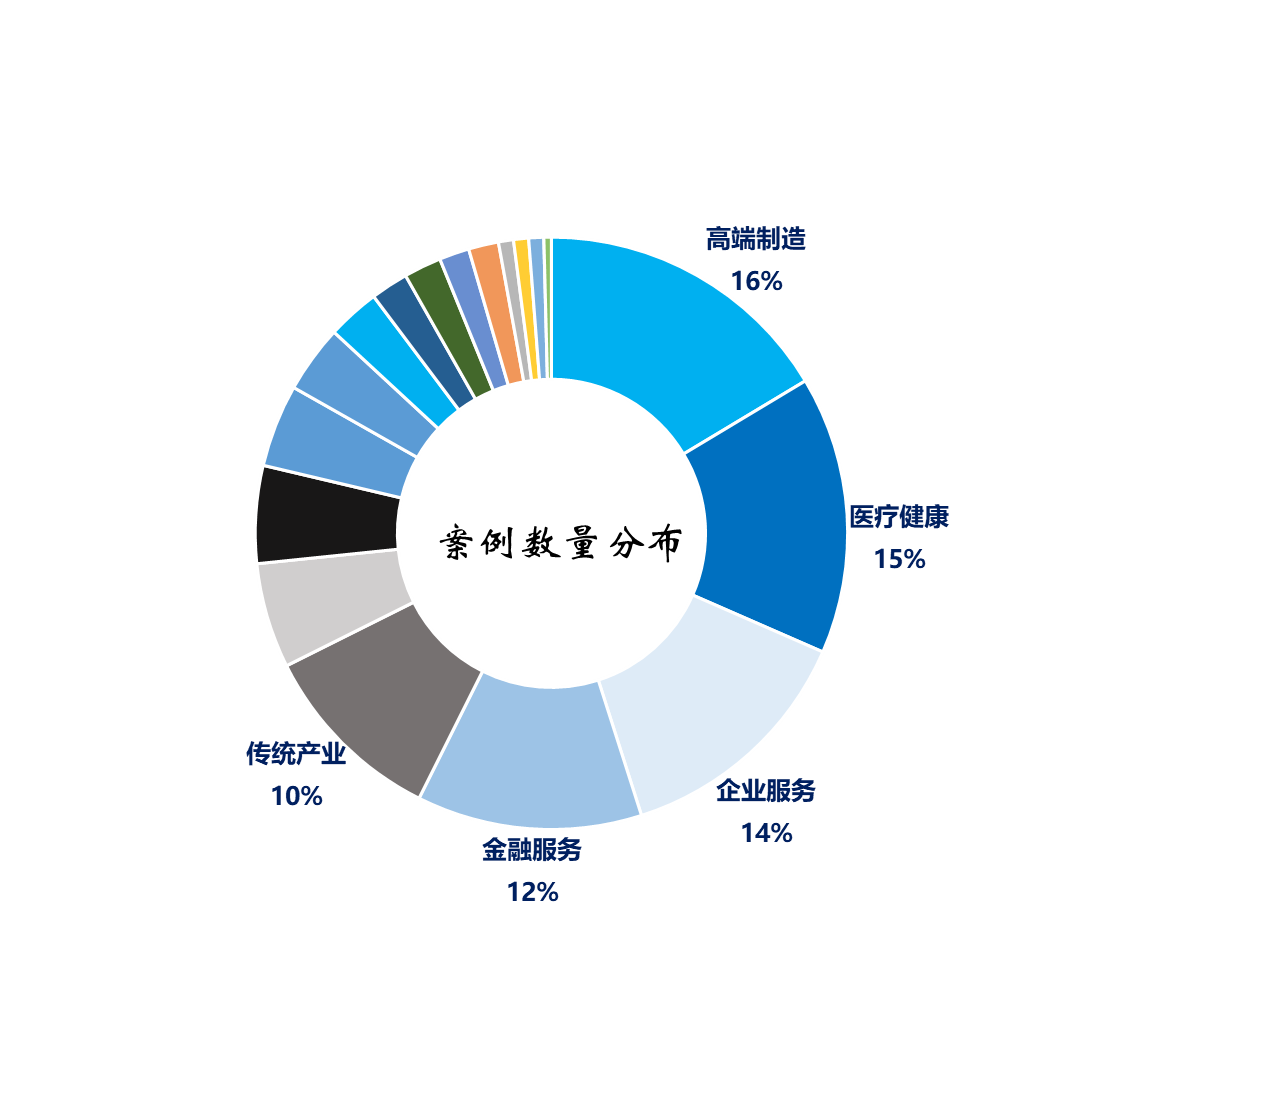 高端制造
16%
医疗健康
15%
案例数量分布
传统产业
10%
企业服务
14%
金融服务
12%